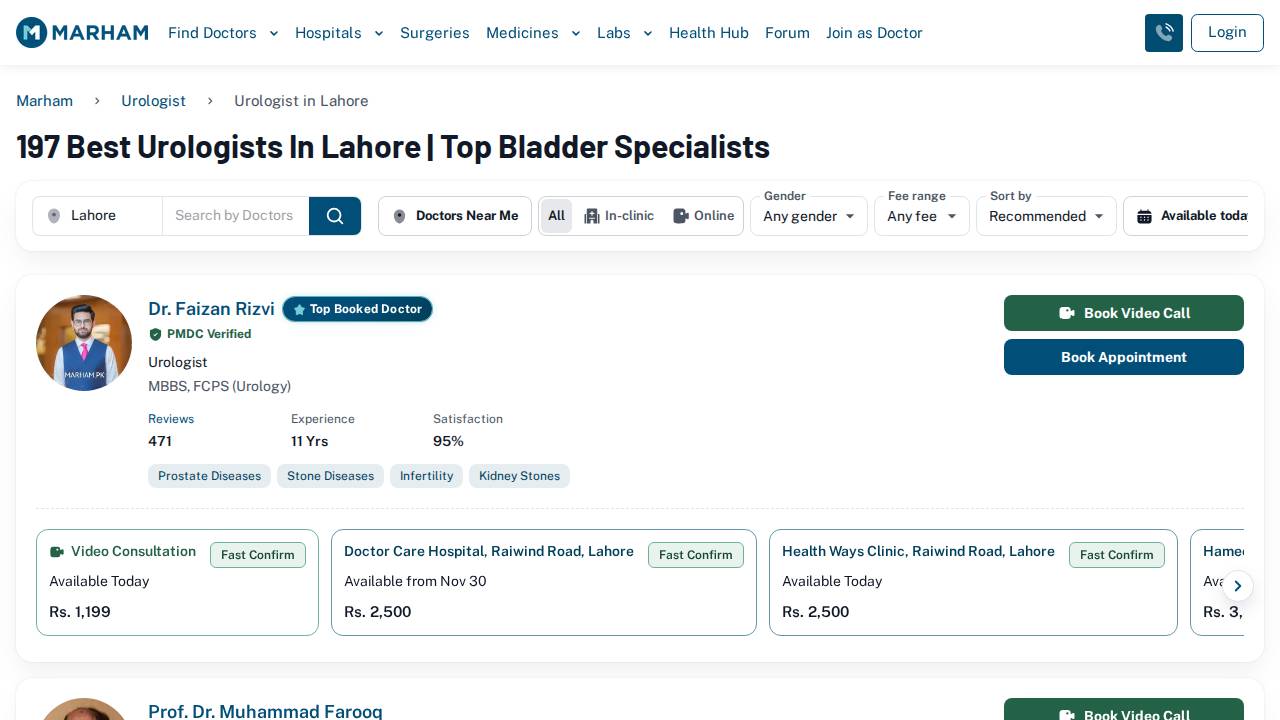 MARHAM
Find Doctors
Hospitals
Surgeries
Medicines
Labs
Health Hub
Forum
Join as Doctor
Login
Marham
Urologist
Urologist in Lahore
197 Best Urologists In Lahore | Top Bladder Specialists
Lahore
Search by Doctors
Doctors Near Me
All
In-clinic
Online
Gender
Any gender
Fee range
Any fee
Sort by
Recommended
Available today
Dr. Faizan Rizvi
Top Booked Doctor
PMDC Verified
Urologist
MBBS, FCPS (Urology)
Reviews
471
Experience
11 Yrs
Satisfaction
95%
Prostate Diseases
Stone Diseases
Infertility
Kidney Stones
MARHAM.PK
Book Video Call
Book Appointment
Video Consultation
Fast Confirm
Available Today
Rs. 1,199
Doctor Care Hospital, Raiwind Road, Lahore
Fast Confirm
Available from Nov 30
Rs. 2,500
Health Ways Clinic, Raiwind Road, Lahore
Fast Confirm
Available Today
Rs. 2,500
Rs. 3,
Prof. Dr. Muhammad Farooq
Book Video Call